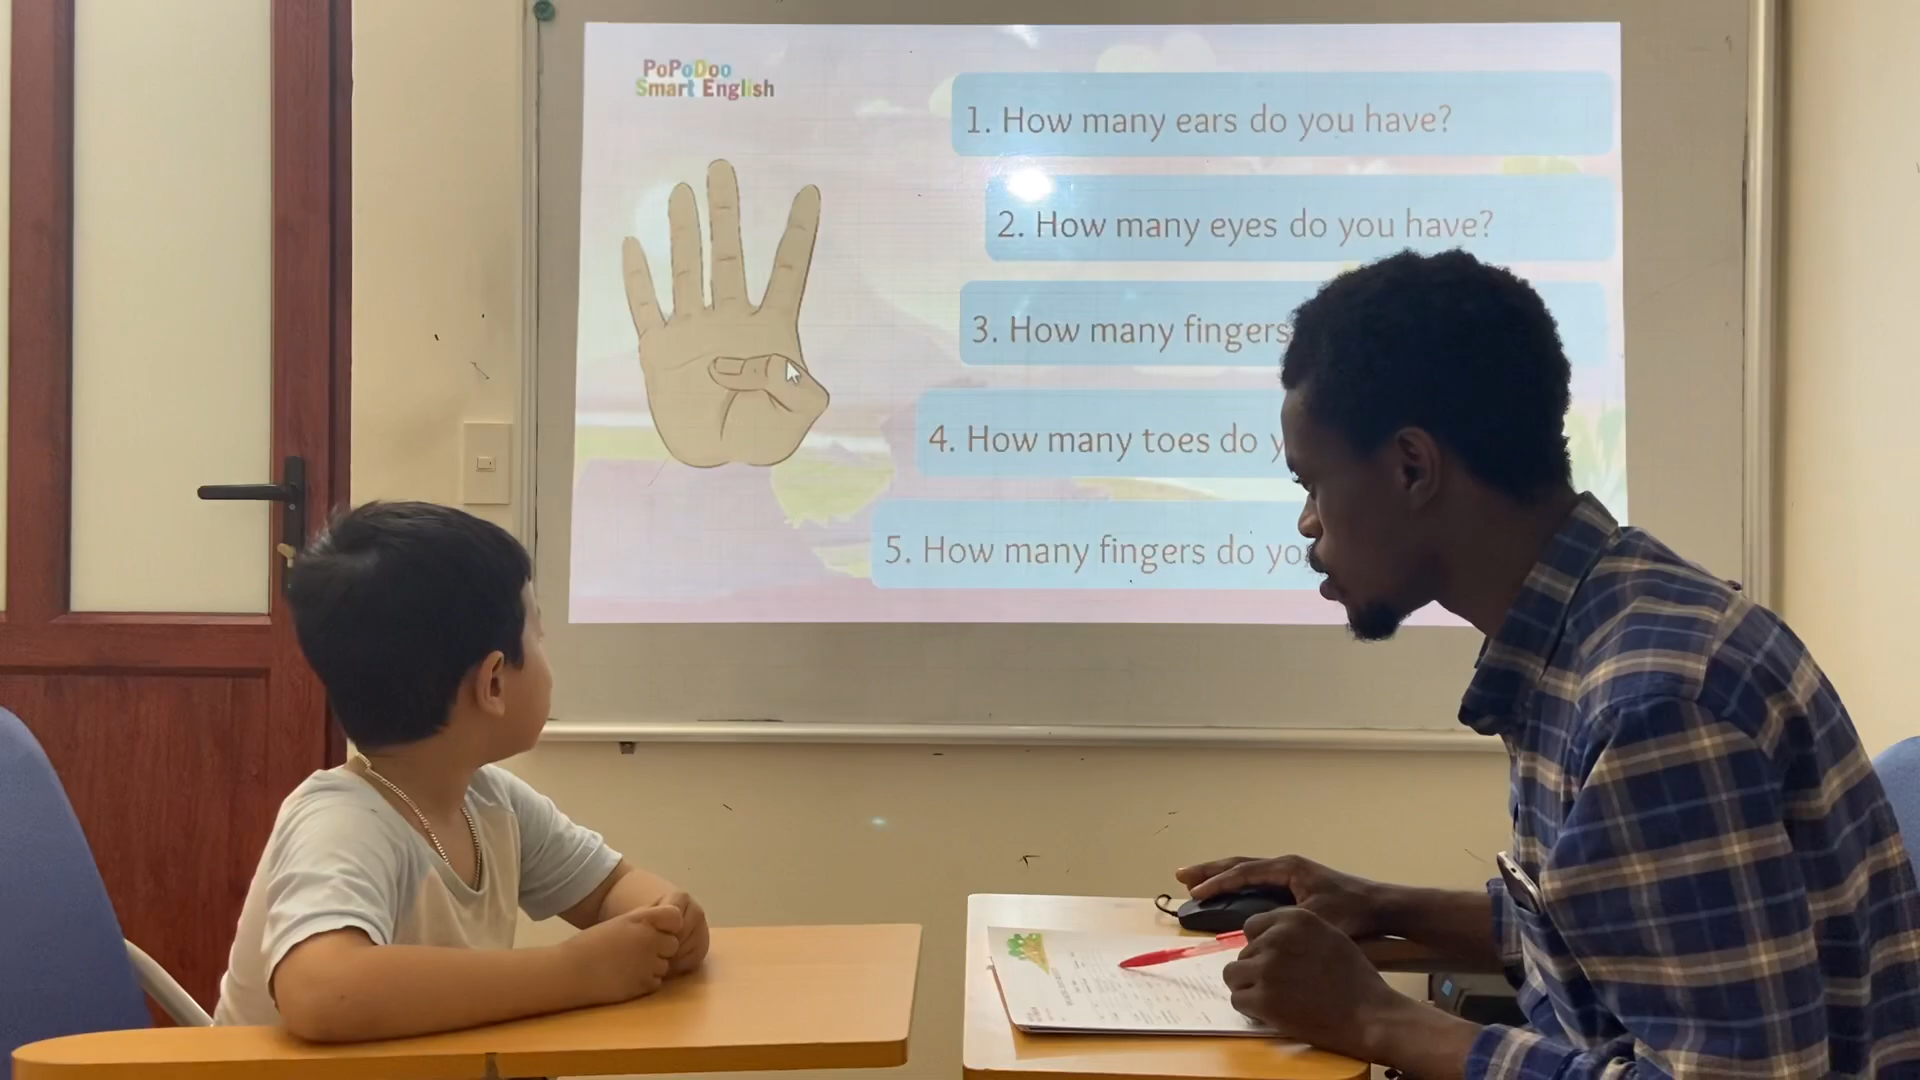 PoPoDoo
Smart English
1. How many ears do you have?
2. How many eyes do you have?
3. How many fingers
4. How many toes do y
5. How many fingers do yo